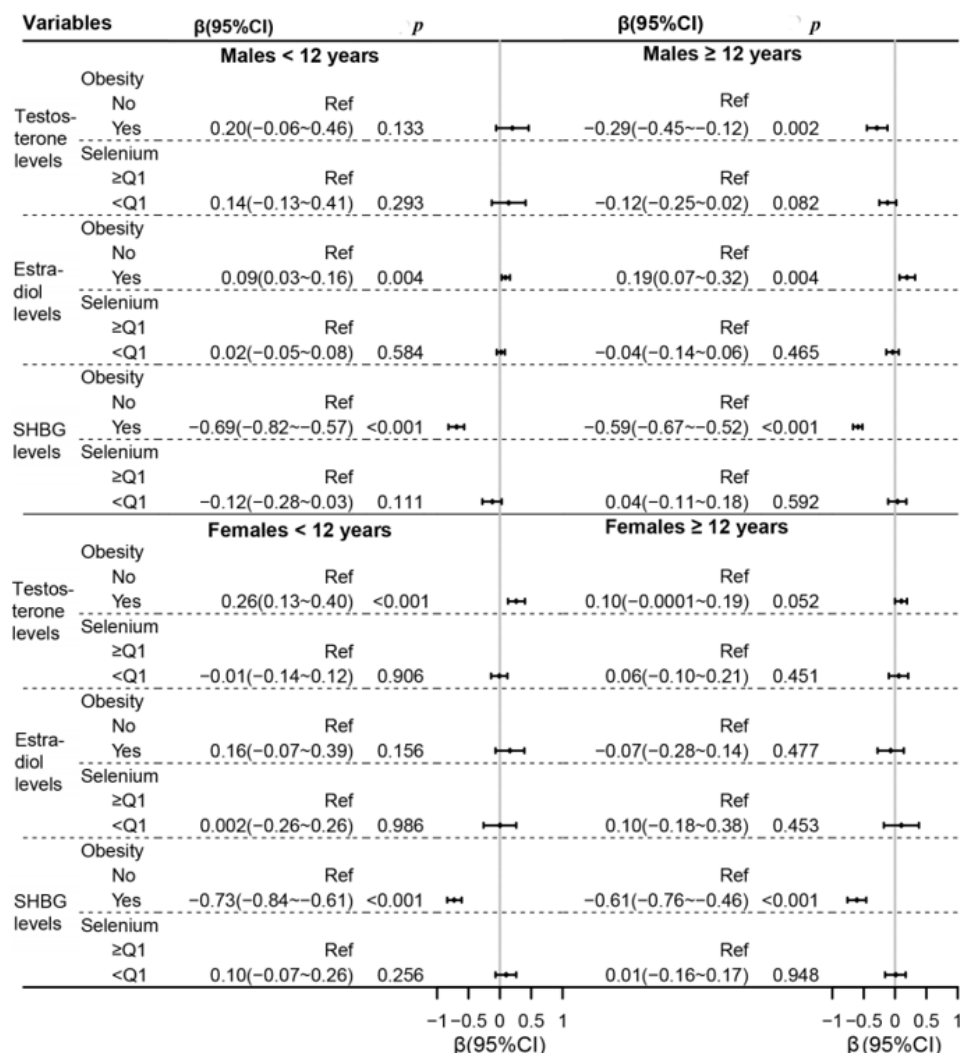 Variables β(95%CI) p β(95%CI) p
Males < 12 years Males ≥ 12 years
Testos-
terone
levels
Obesity
No Ref Ref
Yes 0.20(−0.06~0.46) 0.133 −0.29(−0.45~−0.12) 0.002
Selenium
≥Q1 Ref Ref
<Q1 0.14(−0.13~0.41) 0.293 −0.12(−0.25~0.02) 0.082
Estra-
diol
levels
Obesity
No Ref Ref
Yes 0.09(0.03~0.16) 0.004 0.19(0.07~0.32) 0.004
Selenium
≥Q1 Ref Ref
<Q1 0.02(−0.05~0.08) 0.584 −0.04(−0.14~0.06) 0.465
SHBG
levels
Obesity
No Ref Ref
Yes −0.69(−0.82~−0.57) <0.001 −0.59(−0.67~−0.52) <0.001
Selenium
≥Q1 Ref Ref
<Q1 −0.12(−0.28~0.03) 0.111 0.04(−0.11~0.18) 0.592
Females < 12 years Females ≥ 12 years
Testos-
terone
levels
Obesity
No Ref Ref
Yes 0.26(0.13~0.40) <0.001 0.10(−0.0001~0.19) 0.052
Selenium
≥Q1 Ref Ref
<Q1 −0.01(−0.14~0.12) 0.906 0.06(−0.10~0.21) 0.451
Estra-
diol
levels
Obesity
No Ref Ref
Yes 0.16(−0.07~0.39) 0.156 −0.07(−0.28~0.14) 0.477
Selenium
≥Q1 Ref Ref
<Q1 0.002(−0.26~0.26) 0.986 0.10(−0.18~0.38) 0.453
SHBG
levels
Obesity
No Ref Ref
Yes −0.73(−0.84~−0.61) <0.001 −0.61(−0.76~−0.46) <0.001
Selenium
≥Q1 Ref Ref
<Q1 0.10(−0.07~0.26) 0.256 0.01(−0.16~0.17) 0.948
−1 −0.5 0 0.5 1 −1 −0.5 0 0.5 1
β(95%CI) β(95%CI)